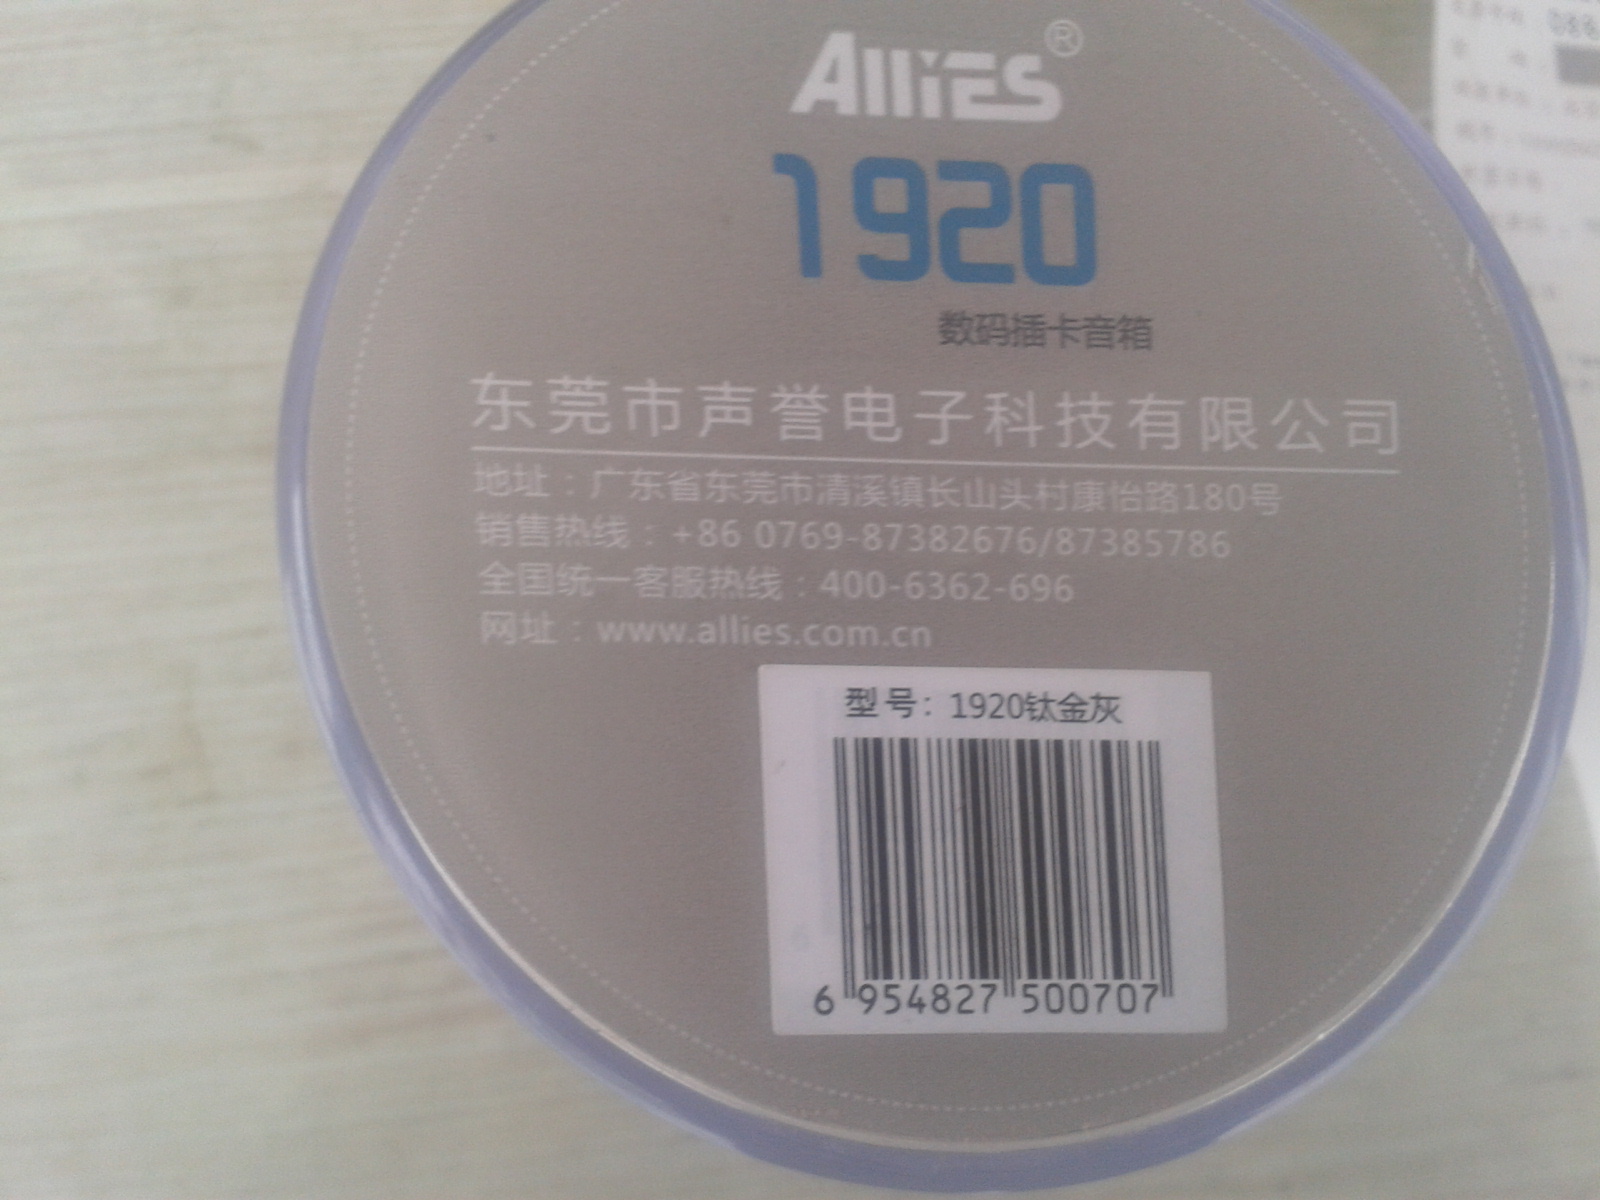 ALLiES®
1920
数码插卡音箱
东莞市声誉电子科技有限公司
地址：广东省东莞市清溪镇长山头村康怡路180号
销售热线：+86 0769-87382676/87385786
全国统一客服热线：400-6362-696
网址：www.allies.com.cn
型号：1920钛金灰
6 954827 500707